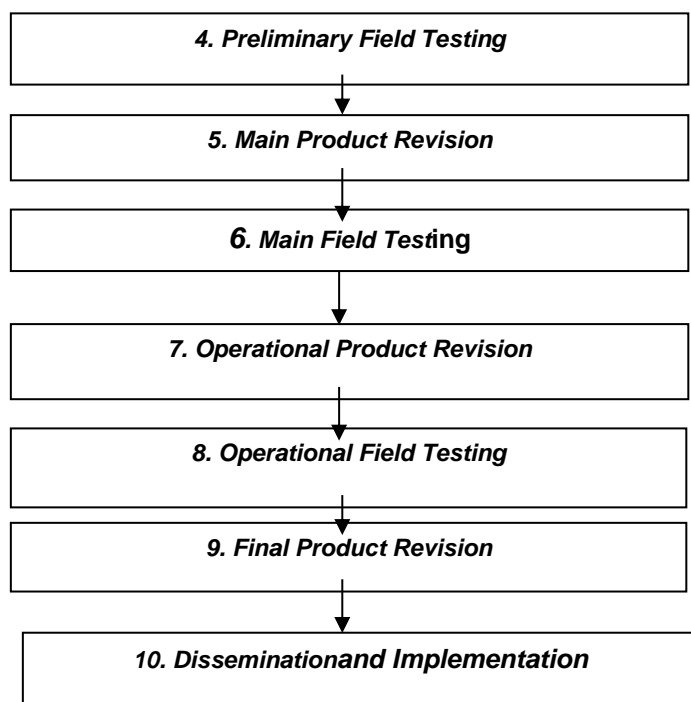 4. Preliminary Field Testing
5. Main Product Revision
6. Main Field Testing
7. Operational Product Revision
8. Operational Field Testing
9. Final Product Revision
10. Disseminationand Implementation